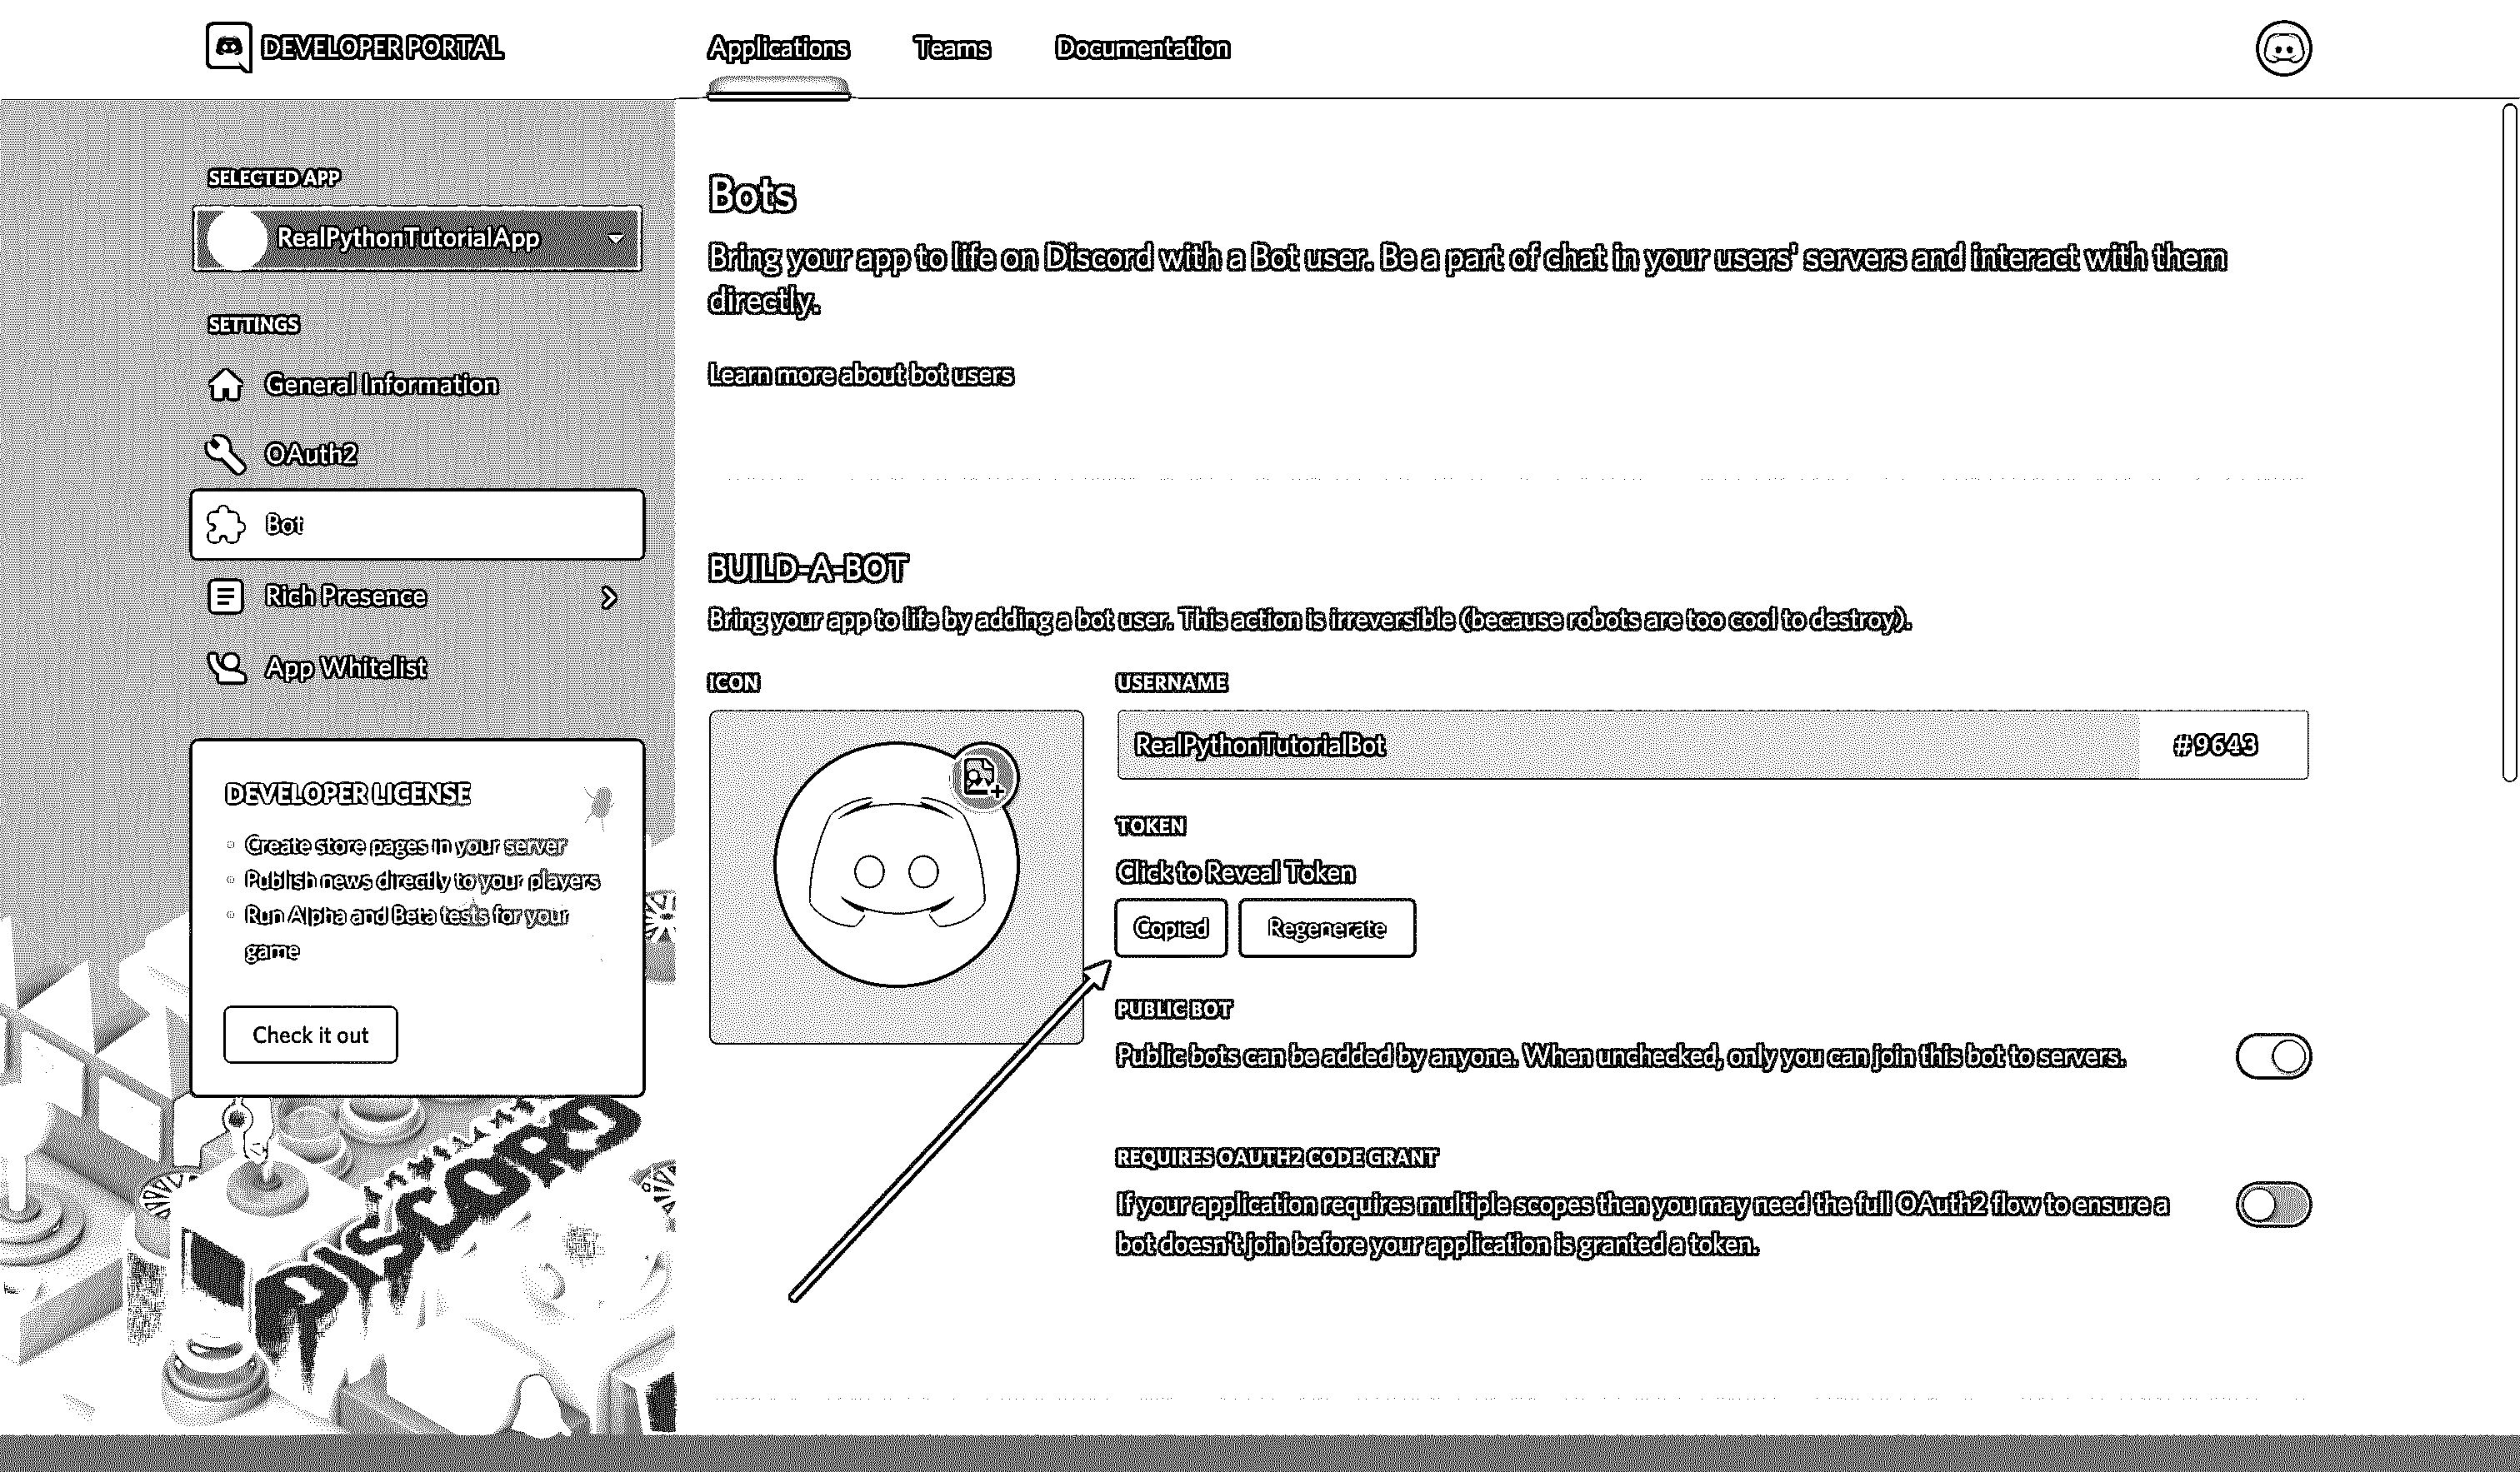 DEVELOPER PORTAL
Applications
Teams
Documentation
SELECTED APP
RealPythonTutorialApp
SETTINGS
General Information
OAuth2
Bot
Rich Presence
App Whitelist
DEVELOPER LICENSE
Create store pages in your server
Publish news directly to your players
Run Alpha and Beta tests for your
game
Check it out
DISCORD
Bots
Bring your app to life on Discord with a Bot user. Be a part of chat in your users' servers and interact with them
directly.
Learn more about bot users
BUILD-A-BOT
Bring your app to life by adding a bot user. This action is irreversible (because robots are too cool to destroy).
ICON
USERNAME
RealPythonTutorialBot
#9643
TOKEN
Click to Reveal Token
Copied
Regenerate
PUBLIC BOT
Public bots can be added by anyone. When unchecked, only you can join this bot to servers.
REQUIRES OAUTH2 CODE GRANT
If your application requires multiple scopes then you may need the full OAuth2 flow to ensure a
bot doesn't join before your application is granted a token.